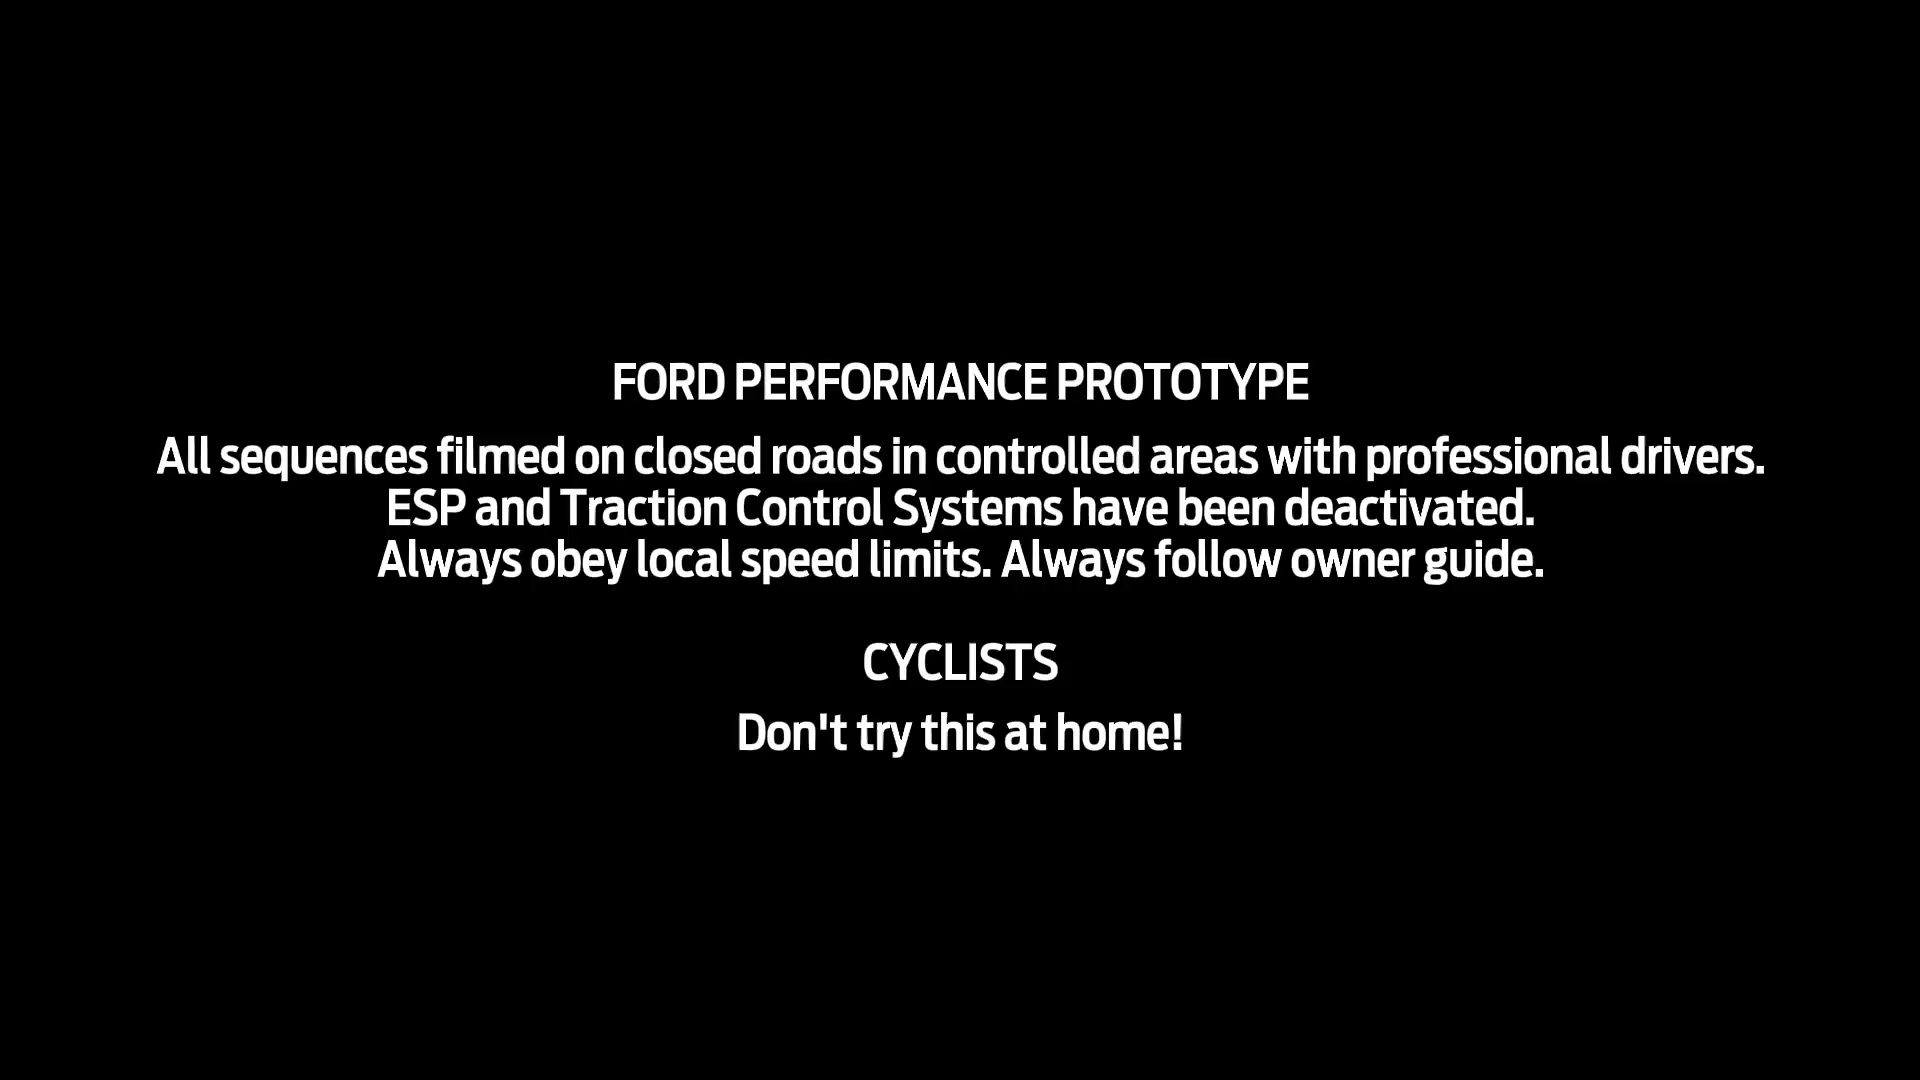 FORD PERFORMANCE PROTOTYPE
All sequences filmed on closed roads in controlled areas with professional drivers.
ESP and Traction Control Systems have been deactivated.
Always obey local speed limits. Always follow owner guide.
CYCLISTS
Don't try this at home!